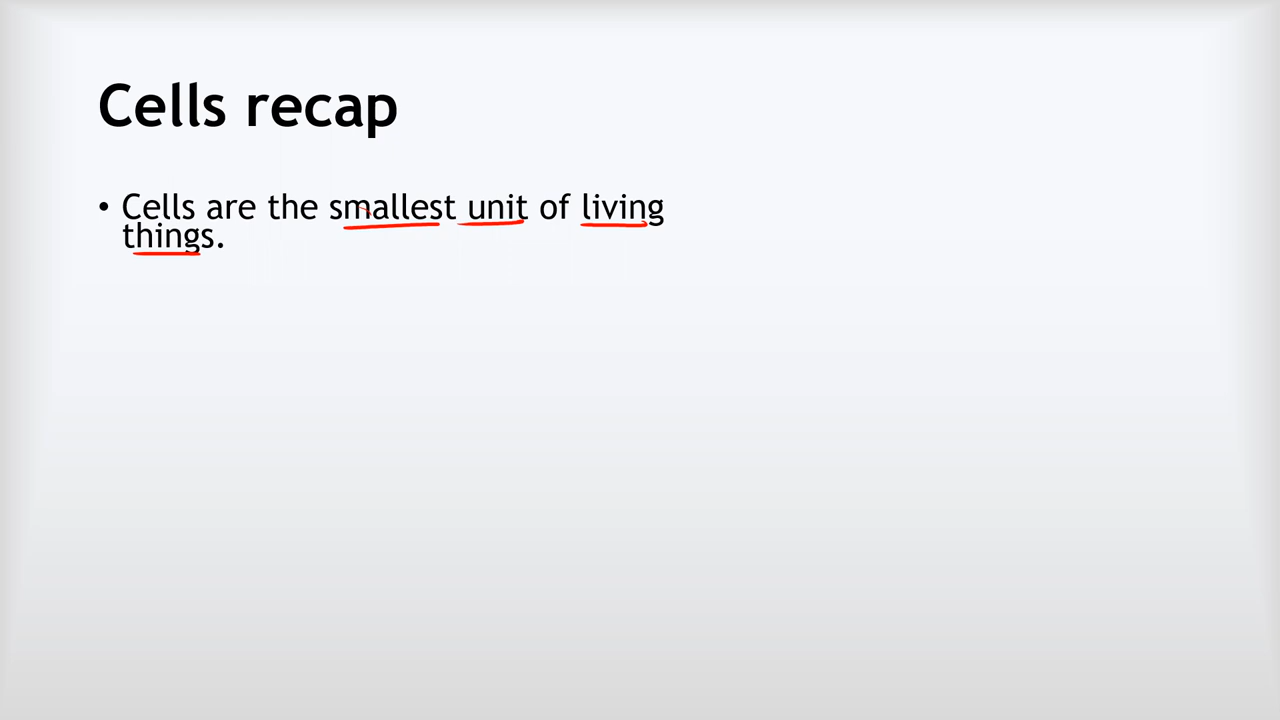 Cells recap
• Cells are the smallest unit of living
things.